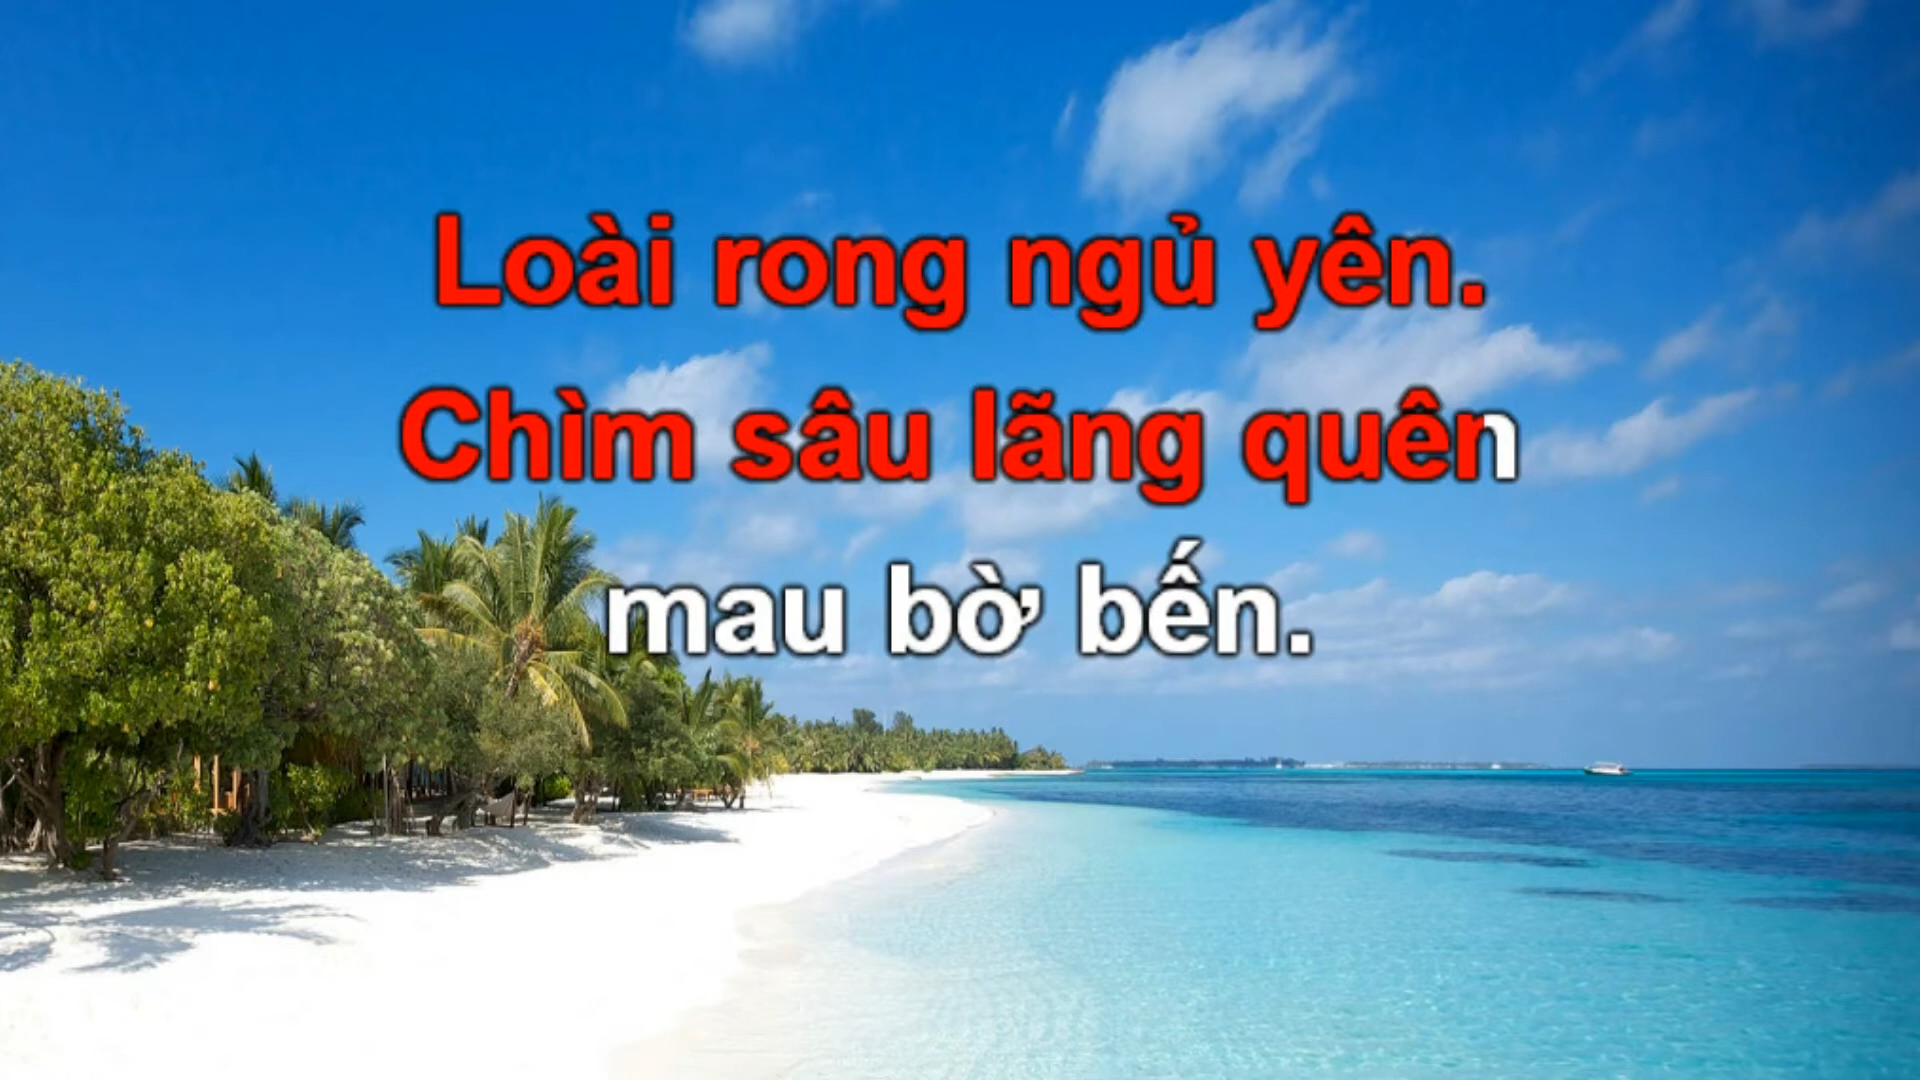 Loài rong ngủ yên.
Chìm sâu lãng quên
mau bờ bến.